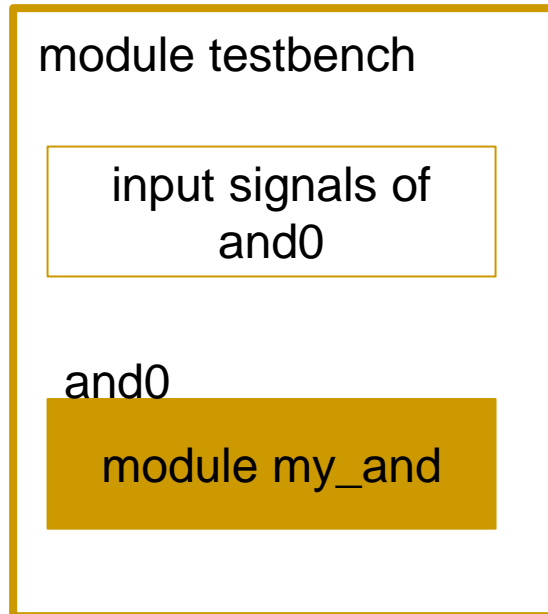 module testbench
input signals of
and0
and0
module my_and